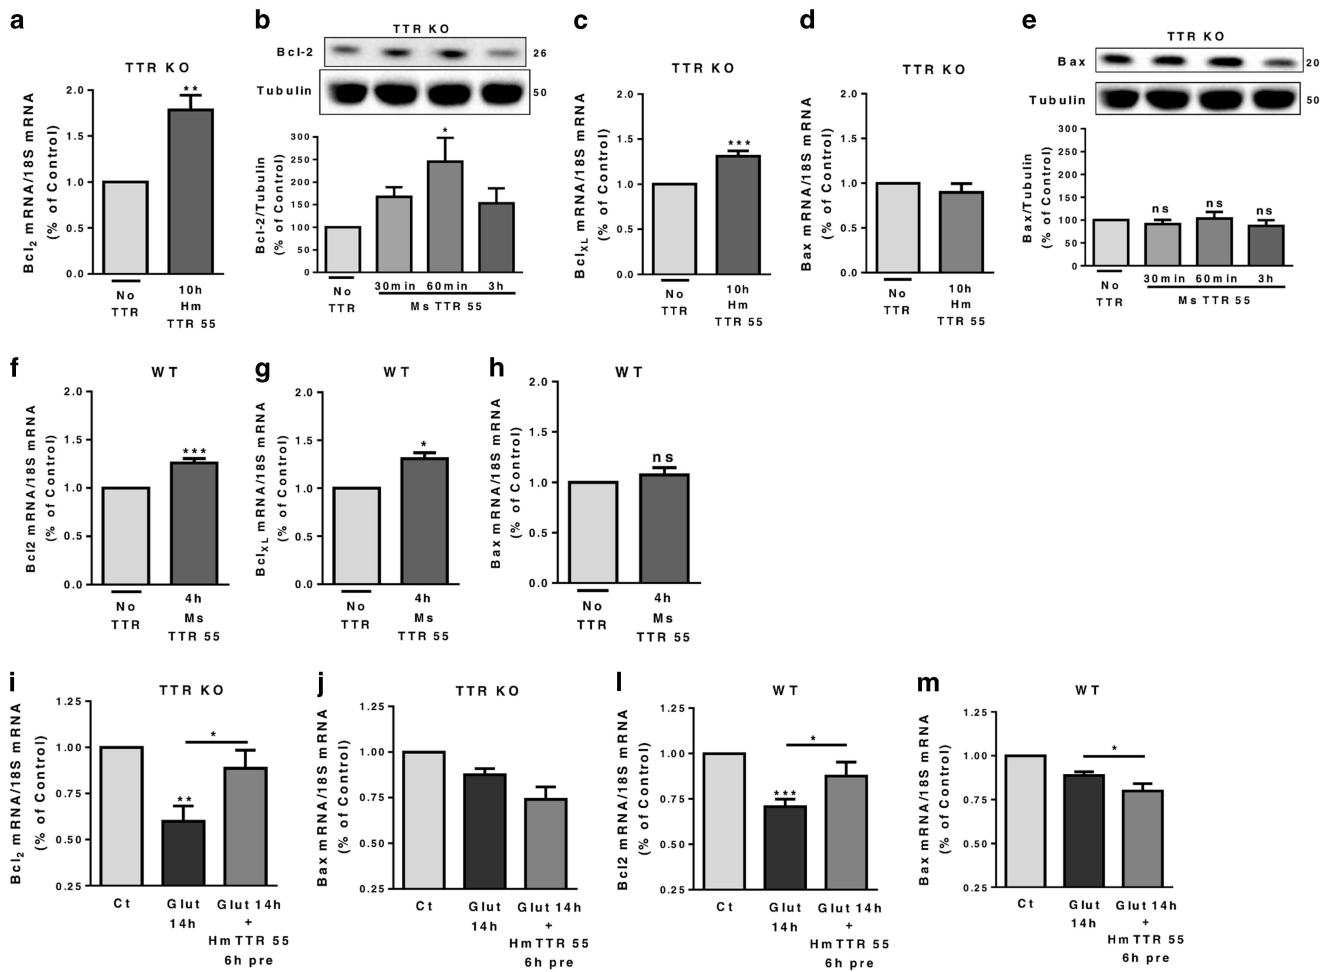 a
TTR KO
Bcl2 mRNA/18S mRNA
(% of Control)
2.0
1.5
1.0
0.5
0.0
**
No
TTR
10h
Hm
TTR 55
b
TTR KO
Bcl-2
26
Tubulin
50
Bcl-2/Tubulin
(% of Control)
300
250
200
150
100
50
0
*
No
TTR
30min 60min 3h
Ms TTR 55
c
TTR KO
BclXL mRNA/18S mRNA
(% of Control)
2.0
1.5
1.0
0.5
0.0
***
No
TTR
10h
Hm
TTR 55
d
TTR KO
Bax mRNA/18S mRNA
(% of Control)
2.0
1.5
1.0
0.5
0.0
No
TTR
10h
Hm
TTR 55
e
TTR KO
Bax
20
Tubulin
50
Bax/Tubulin
(% of Control)
300
250
200
150
100
50
0
ns ns ns
No
TTR
30min 60min 3h
Ms TTR 55
f
WT
Bcl2 mRNA/18S mRNA
(% of Control)
2.0
1.5
1.0
0.5
0.0
***
No
TTR
4h
Ms
TTR 55
g
WT
BclXL mRNA/18S mRNA
(% of Control)
2.0
1.5
1.0
0.5
0.0
*
No
TTR
4h
Ms
TTR 55
h
WT
Bax mRNA/18S mRNA
(% of Control)
2.0
1.5
1.0
0.5
0.0
ns
No
TTR
4h
Ms
TTR 55
i
TTR KO
Bcl2 mRNA/18S mRNA
(% of Control)
1.25
1.00
0.75
0.50
0.25
*
**
Ct
Glut
14h
Glut 14h
+
HmTTR 55
6h pre
j
TTR KO
Bax mRNA/18S mRNA
(% of Control)
1.25
1.00
0.75
0.50
0.25
Ct
Glut
14h
Glut 14h
+
HmTTR 55
6h pre
l
WT
Bcl2 mRNA/18S mRNA
(% of Control)
1.25
1.00
0.75
0.50
0.25
*
***
Ct
Glut
14h
Glut 14h
+
HmTTR 55
6h pre
m
WT
Bax mRNA/18S mRNA
(% of Control)
1.25
1.00
0.75
0.50
0.25
*
Ct
Glut
14h
Glut 14h
+
HmTTR 55
6h pre